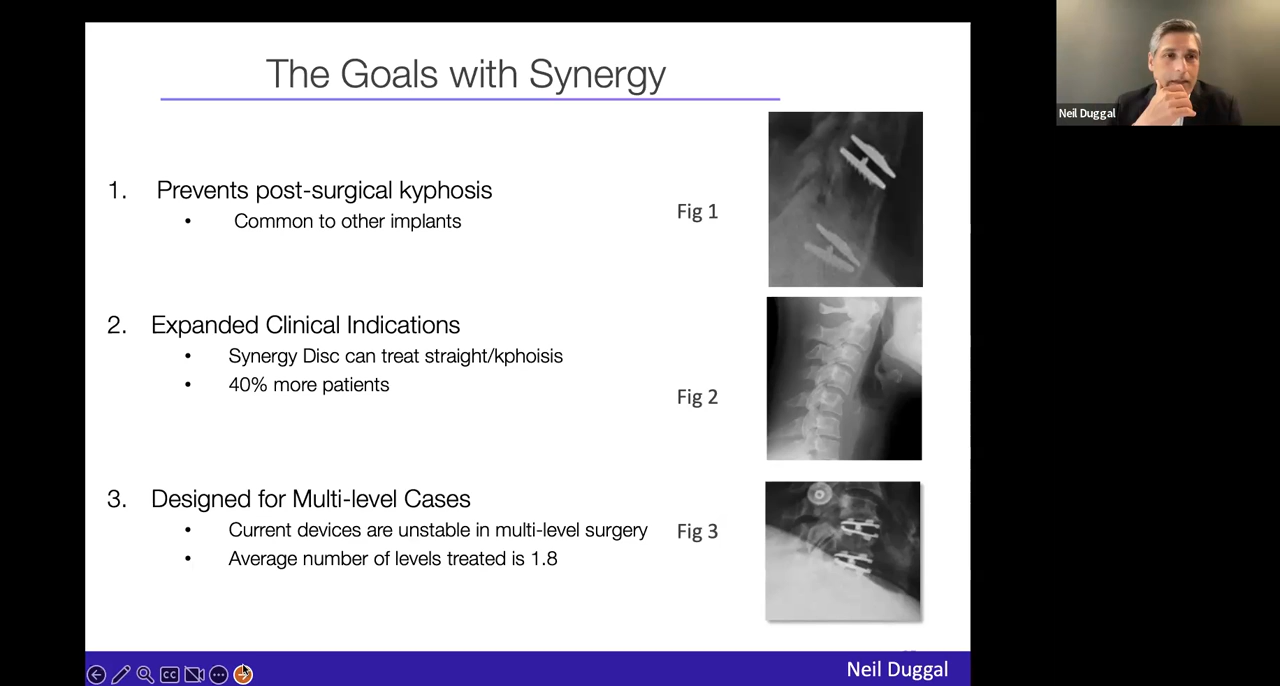 The Goals with Synergy
Neil Duggal
1. Prevents post-surgical kyphosis
• Common to other implants
Fig 1
2. Expanded Clinical Indications
• Synergy Disc can treat straight/kphoisis
• 40% more patients
Fig 2
3. Designed for Multi-level Cases
• Current devices are unstable in multi-level surgery
• Average number of levels treated is 1.8
Fig 3
CC
Neil Duggal